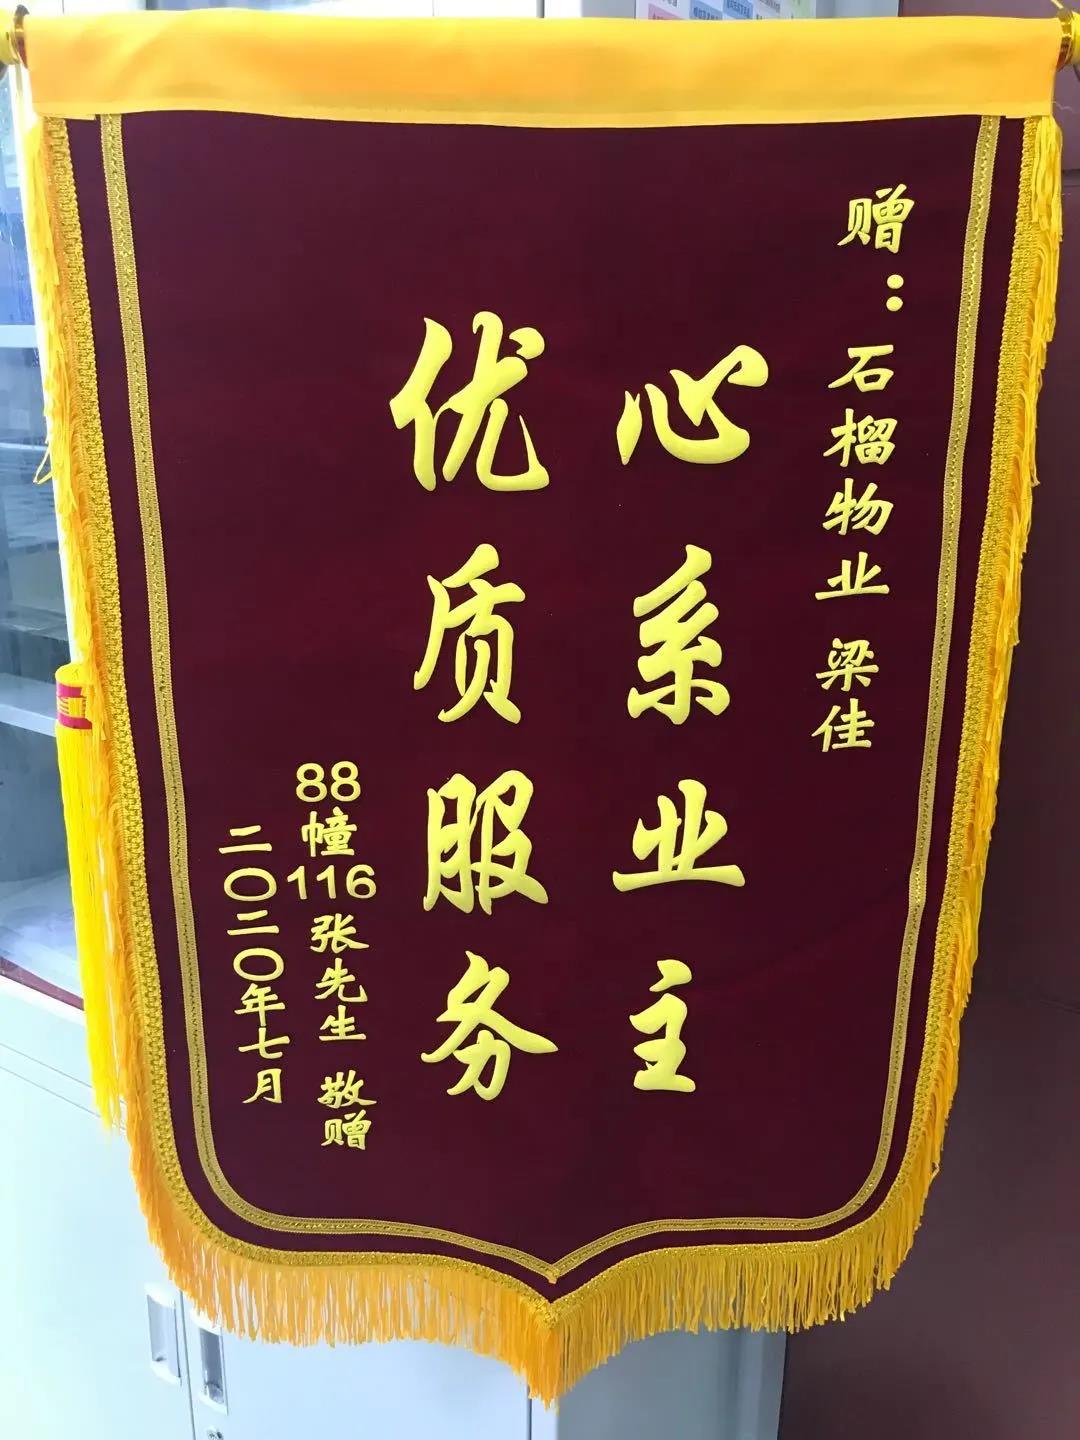 赠：石榴物业 梁佳
心系业主
优质服务
88幢116张先生 敬赠
二〇二〇年七月